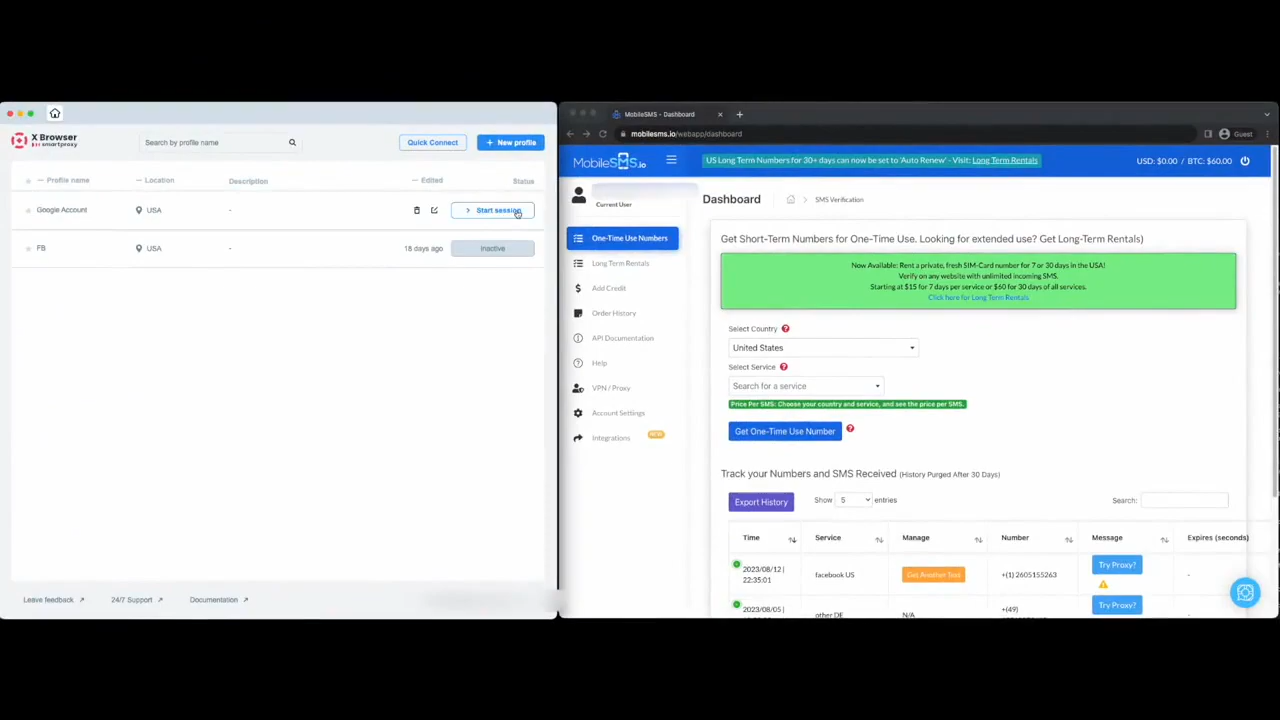 X Browser
smartproxy
Search by profile name
Quick Connect
+ New profile
Profile name
Location
Description
Edited
Status
Google Account
USA
-
Start session
FB
USA
-
18 days ago
Inactive
Leave feedback
24/7 Support
Documentation
MobileSMS - Dashboard
mobilesms.io/webapp/dashboard
Guest
MobileSMS.io
US Long Term Numbers for 30+ days can now be set to 'Auto Renew' - Visit: Long Term Rentals
USD: $0.00 / BTC: $60.00
Current User
One-Time Use Numbers
Long Term Rentals
Add Credit
Order History
API Documentation
Help
VPN / Proxy
Account Settings
Integrations
NEW
Dashboard
SMS Verification
Get Short-Term Numbers for One-Time Use. Looking for extended use? Get Long-Term Rentals)
Now Available: Rent a private, fresh SIM-Card number for 7 or 30 days in the USA!
Verify on any website with unlimited incoming SMS.
Starting at $15 for 7 days per service or $60 for 30 days of all services.
Click here for Long Term Rentals
Select Country
United States
Select Service
Search for a service
Price Per SMS: Choose your country and service, and see the price per SMS.
Get One-Time Use Number
Track your Numbers and SMS Received (History Purged After 30 Days)
Export History
Show 5 entries
Search:
Time
Service
Manage
Number
Message
Expires (seconds)
2023/08/12 |
22:35:01
facebook US
Get Another Sms
+(1) 2605155263
Try Proxy?
-
2023/08/05 |
other DE
N/A
+(49)
Try Proxy?
-